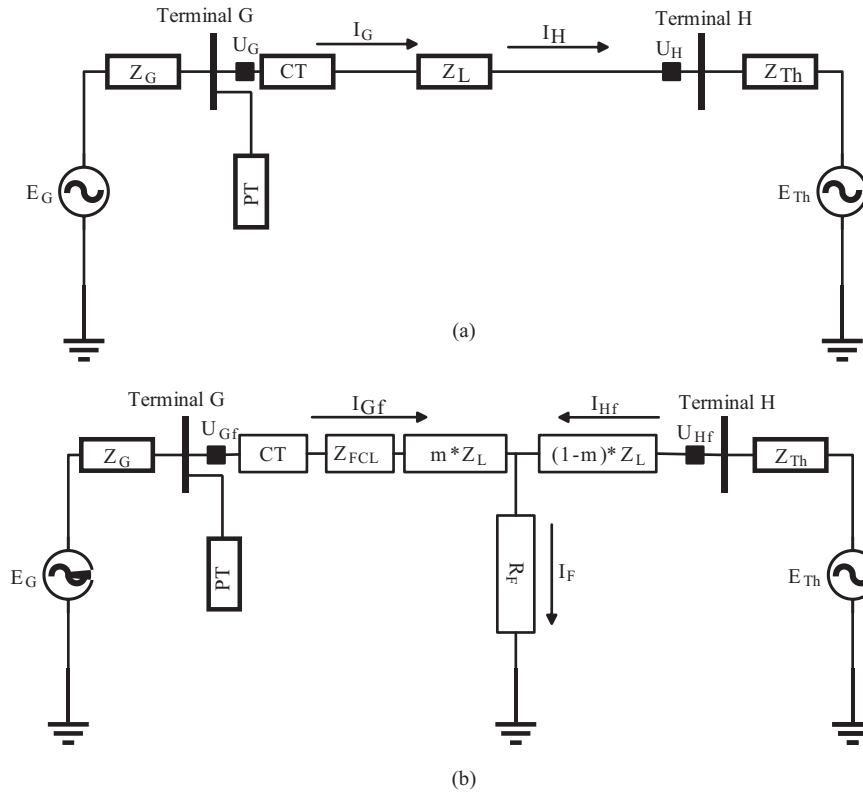 Terminal G
Terminal H
I_G
I_H
U_G
U_H
Z_G
CT
Z_L
Z_Th
PT
E_G
E_Th
(a)
Terminal G
Terminal H
I_Gf
I_Hf
U_Gf
U_Hf
Z_G
CT
Z_FCL
m*Z_L
(1-m)*Z_L
Z_Th
PT
R_F
I_F
E_G
E_Th
(b)